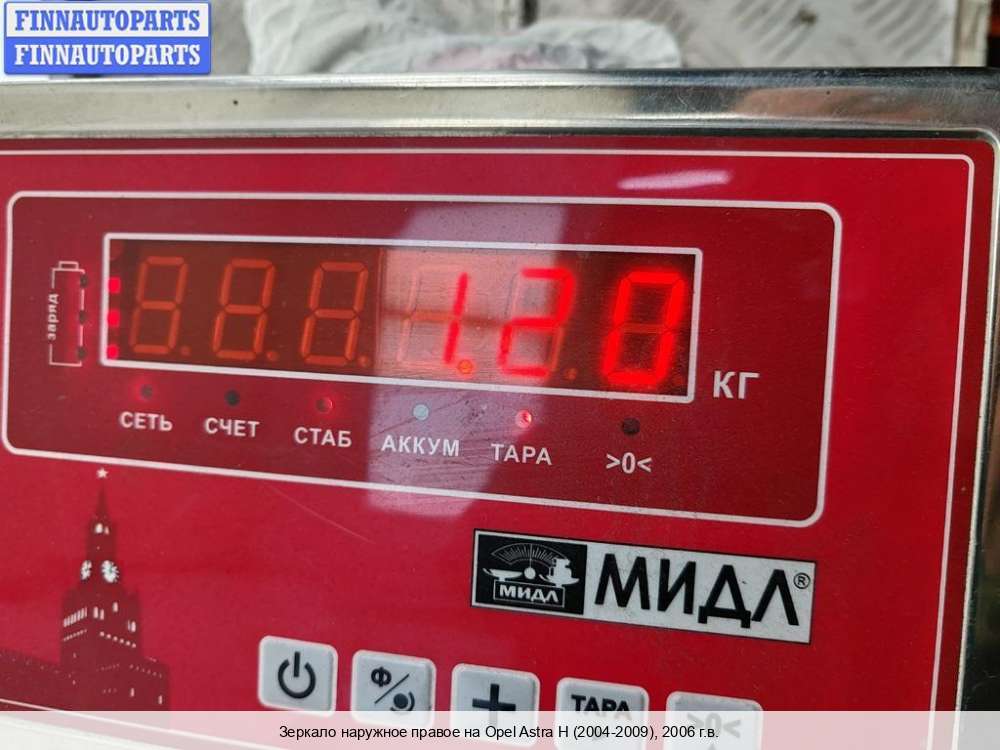 FINNAUTOPARTS
FINNAUTOPARTS
заряд
1.20
КГ
СЕТЬ СЧЕТ СТАБ АККУМ ТАРА >0<
МИДЛ
МИДЛ®
Ф
ТАРА
>0<
Зеркало наружное правое на Opel Astra H (2004-2009), 2006 г.в.